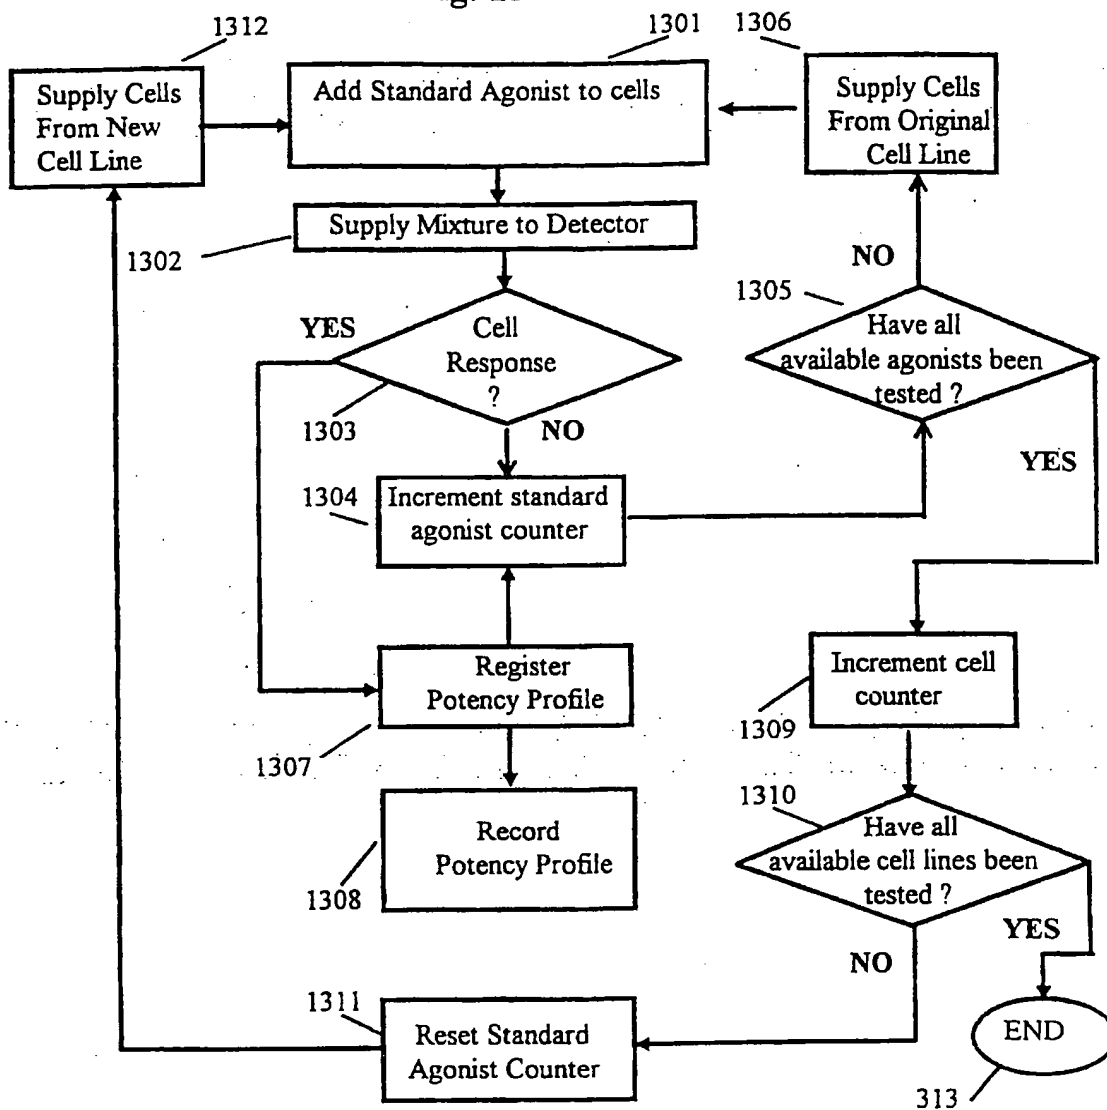 1312
1301
1306
Supply Cells
From New
Cell Line
Add Standard Agonist to cells
Supply Cells
From Original
Cell Line
Supply Mixture to Detector
1302
NO
1305
YES
Cell
Response
?
1303
NO
Have all
available agonists been
tested ?
YES
1304
Increment standard
agonist counter
Register
Potency Profile
1307
Increment cell
counter
1309
1310
Record
Potency Profile
1308
Have all
available cell lines been
tested ?
YES
NO
1311
Reset Standard
Agonist Counter
END
313